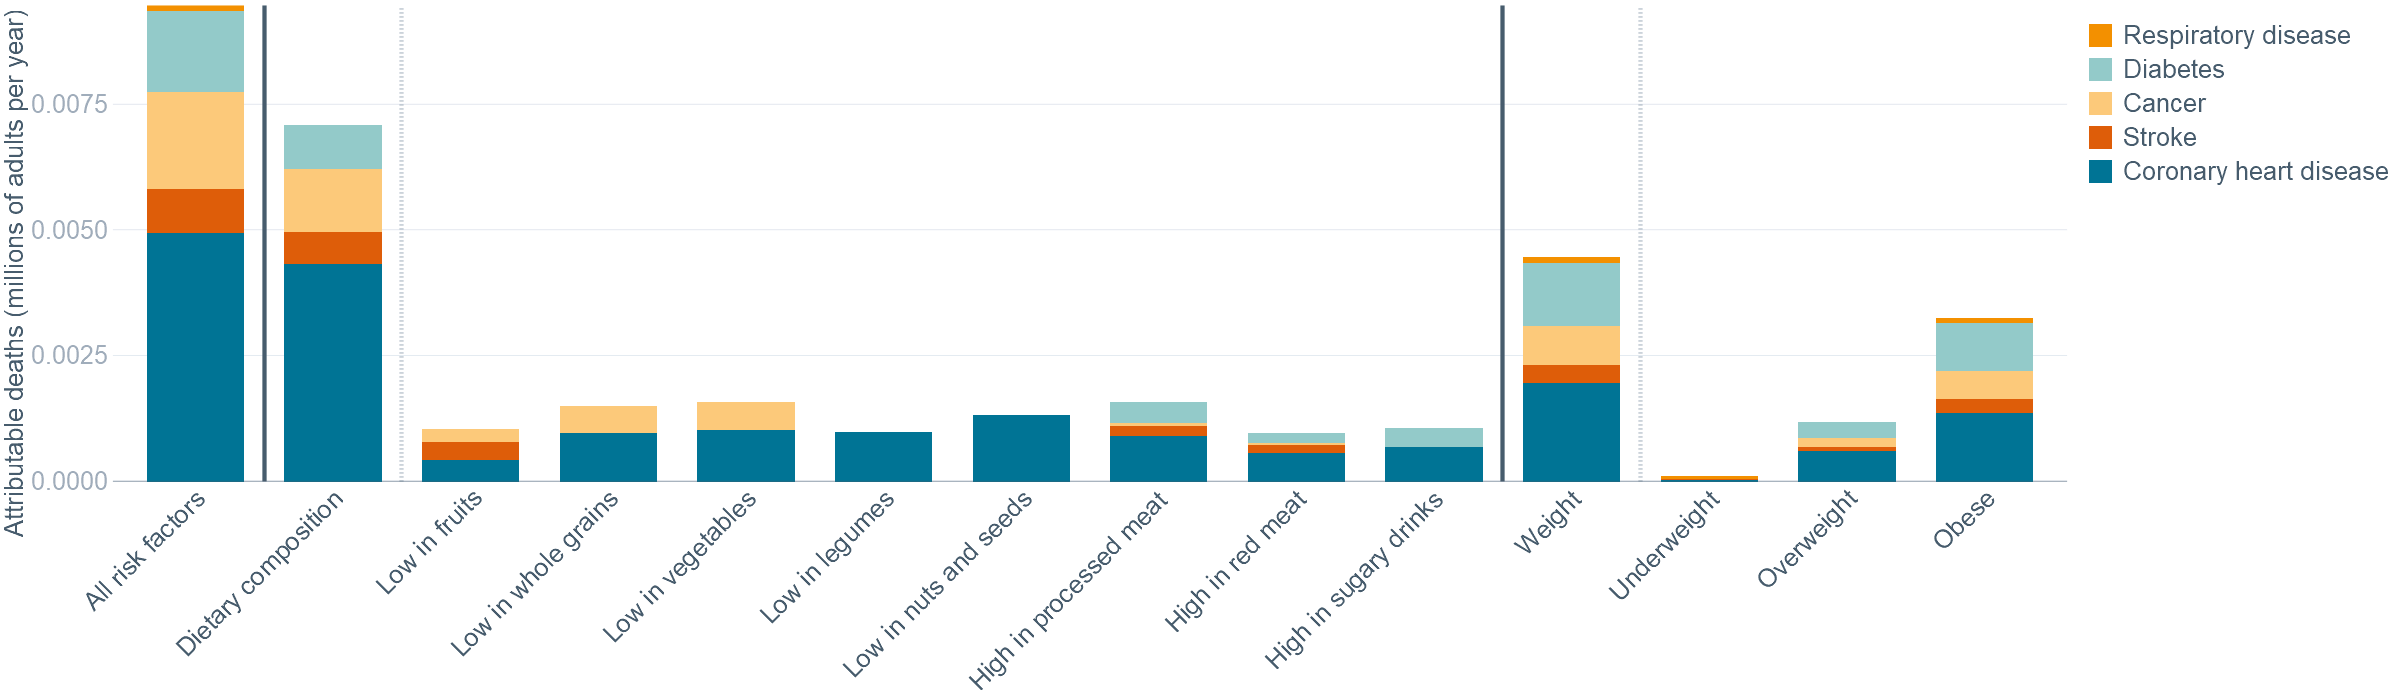 Attributable deaths (millions of adults per year)
0.0075
0.0050
0.0025
0.0000
All risk factors
Dietary composition
Low in fruits
Low in whole grains
Low in vegetables
Low in legumes
Low in nuts and seeds
High in processed meat
High in red meat
High in sugary drinks
Weight
Underweight
Overweight
Obese
Respiratory disease
Diabetes
Cancer
Stroke
Coronary heart disease